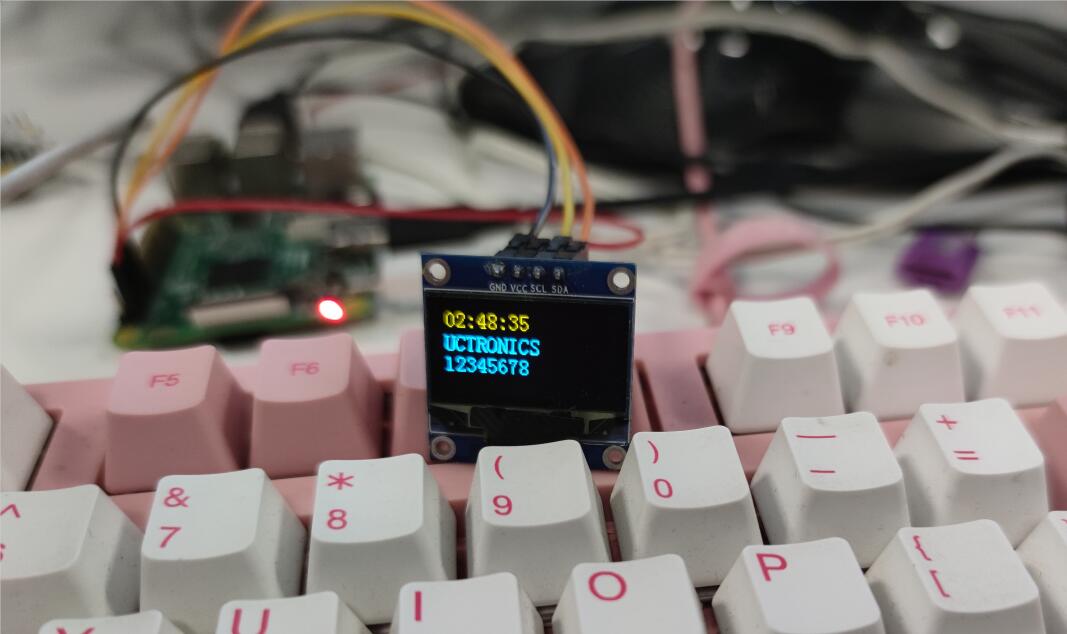 GND VCC SCL SDA
02:48:35
UCTRONICS
12345678
F5
F6
F9
F10
F11
^
&
7
*
8
(
9
)
0
—
–
+
=
U
I
O
P
{
[